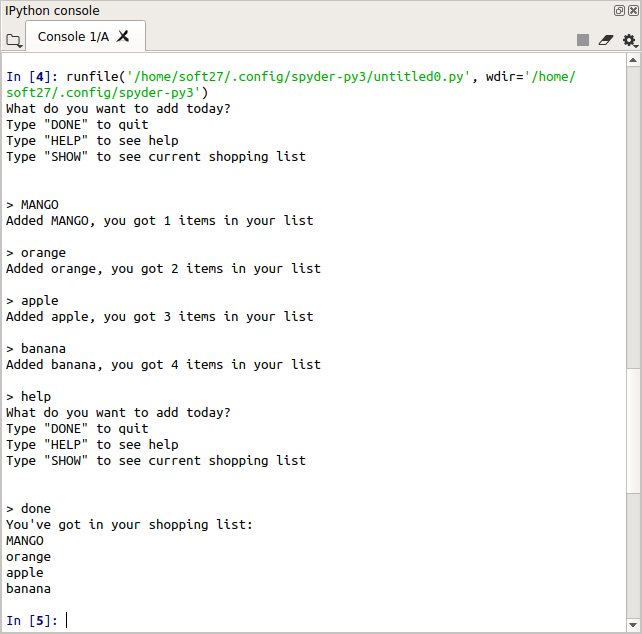 IPython console
Console 1/A
In [4]: runfile('/home/soft27/.config/spyder-py3/untitled0.py', wdir='/home/
soft27/.config/spyder-py3')
What do you want to add today?
Type "DONE" to quit
Type "HELP" to see help
Type "SHOW" to see current shopping list
> MANGO
Added MANGO, you got 1 items in your list
> orange
Added orange, you got 2 items in your list
> apple
Added apple, you got 3 items in your list
> banana
Added banana, you got 4 items in your list
> help
What do you want to add today?
Type "DONE" to quit
Type "HELP" to see help
Type "SHOW" to see current shopping list
> done
You've got in your shopping list:
MANGO
orange
apple
banana
In [5]: